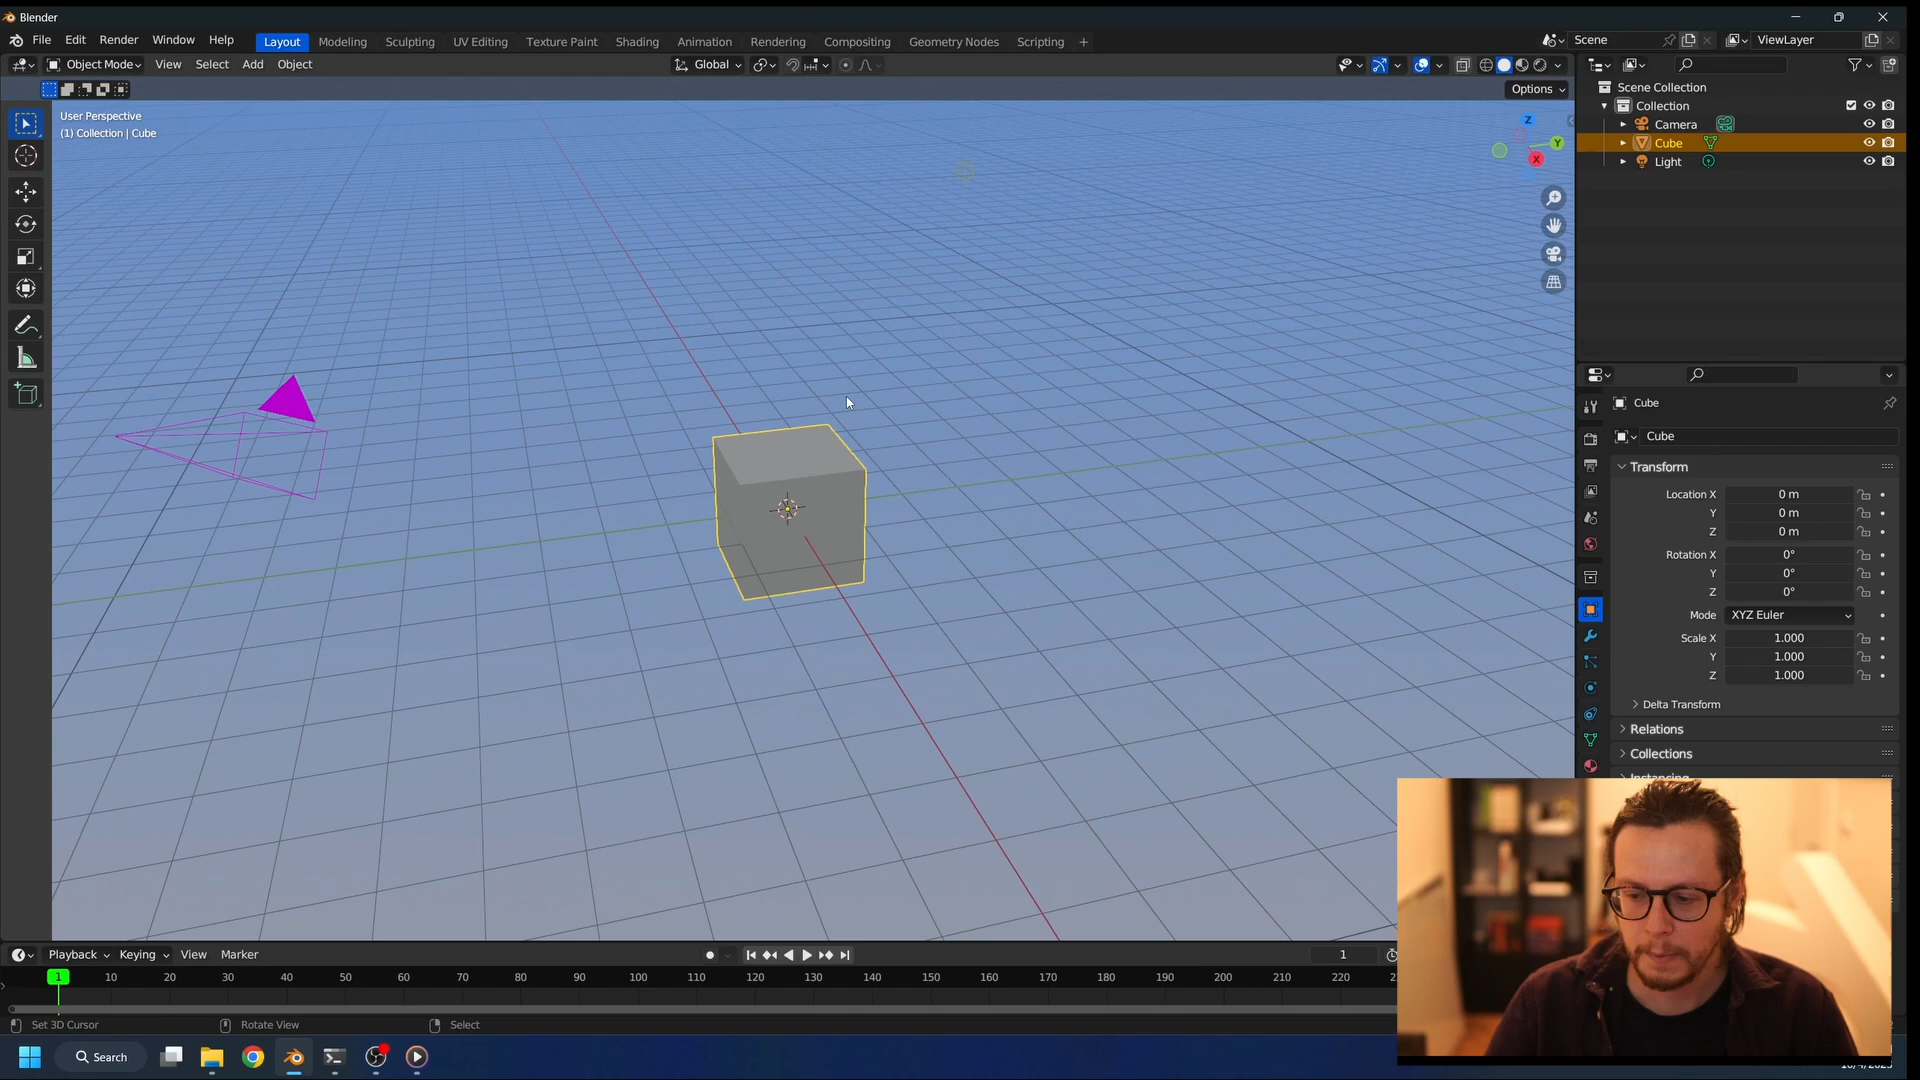 Blender
File Edit Render Window Help Layout Modeling Sculpting UV Editing Texture Paint Shading Animation Rendering Compositing Geometry Nodes Scripting + Scene ViewLayer
Object Mode View Select Add Object Global
Options
User Perspective
(1) Collection | Cube
Z
Y
X
Scene Collection
Collection
Camera
Cube
Light
Cube
Cube
Transform
Location X 0 m
Y 0 m
Z 0 m
Rotation X 0°
Y 0°
Z 0°
Mode XYZ Euler
Scale X 1.000
Y 1.000
Z 1.000
Delta Transform
Relations
Collections
Instancing
Playback Keying View Marker 1
1 10 20 30 40 50 60 70 80 90 100 110 120 130 140 150 160 170 180 190 200 210 220
Set 3D Cursor Rotate View Select
Search